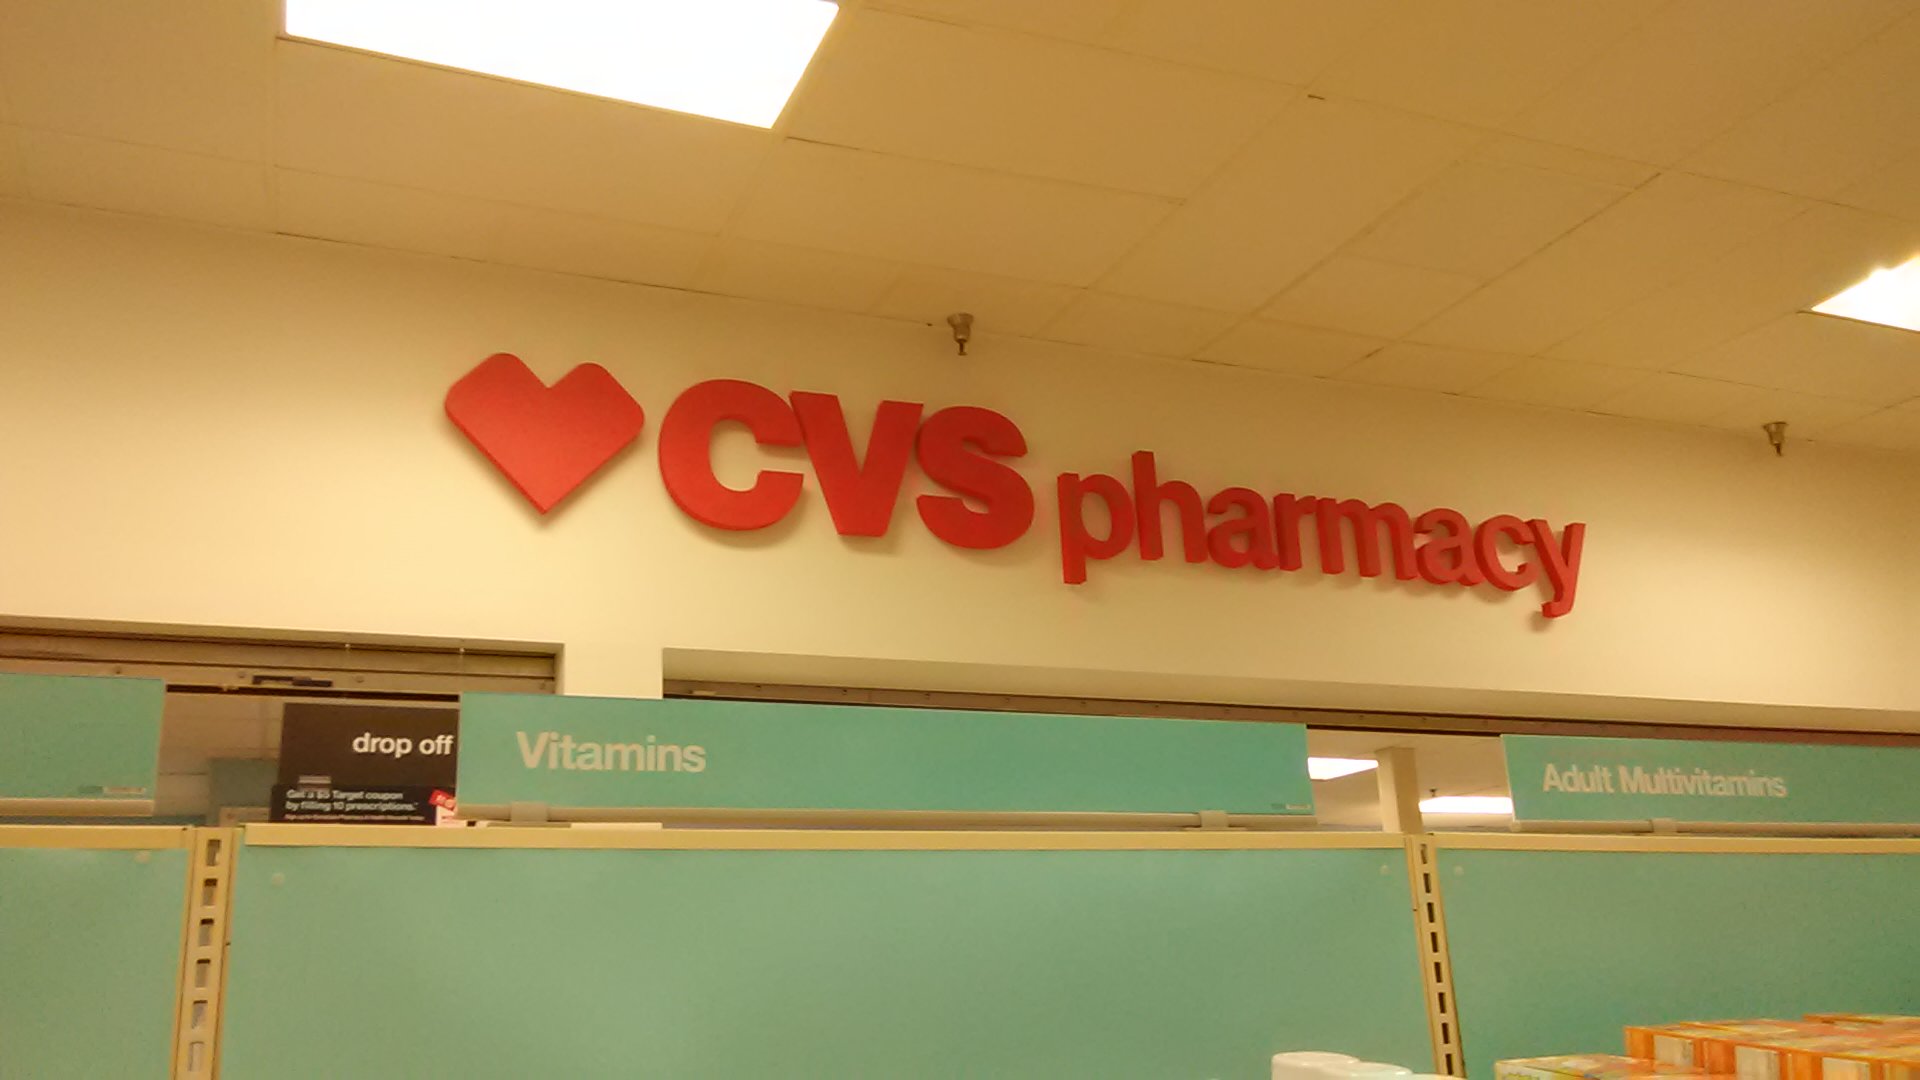 CVS pharmacy
drop off
Get a $5 Target coupon
by filling 10 prescriptions.*
Vitamins
Adult Multivitamins